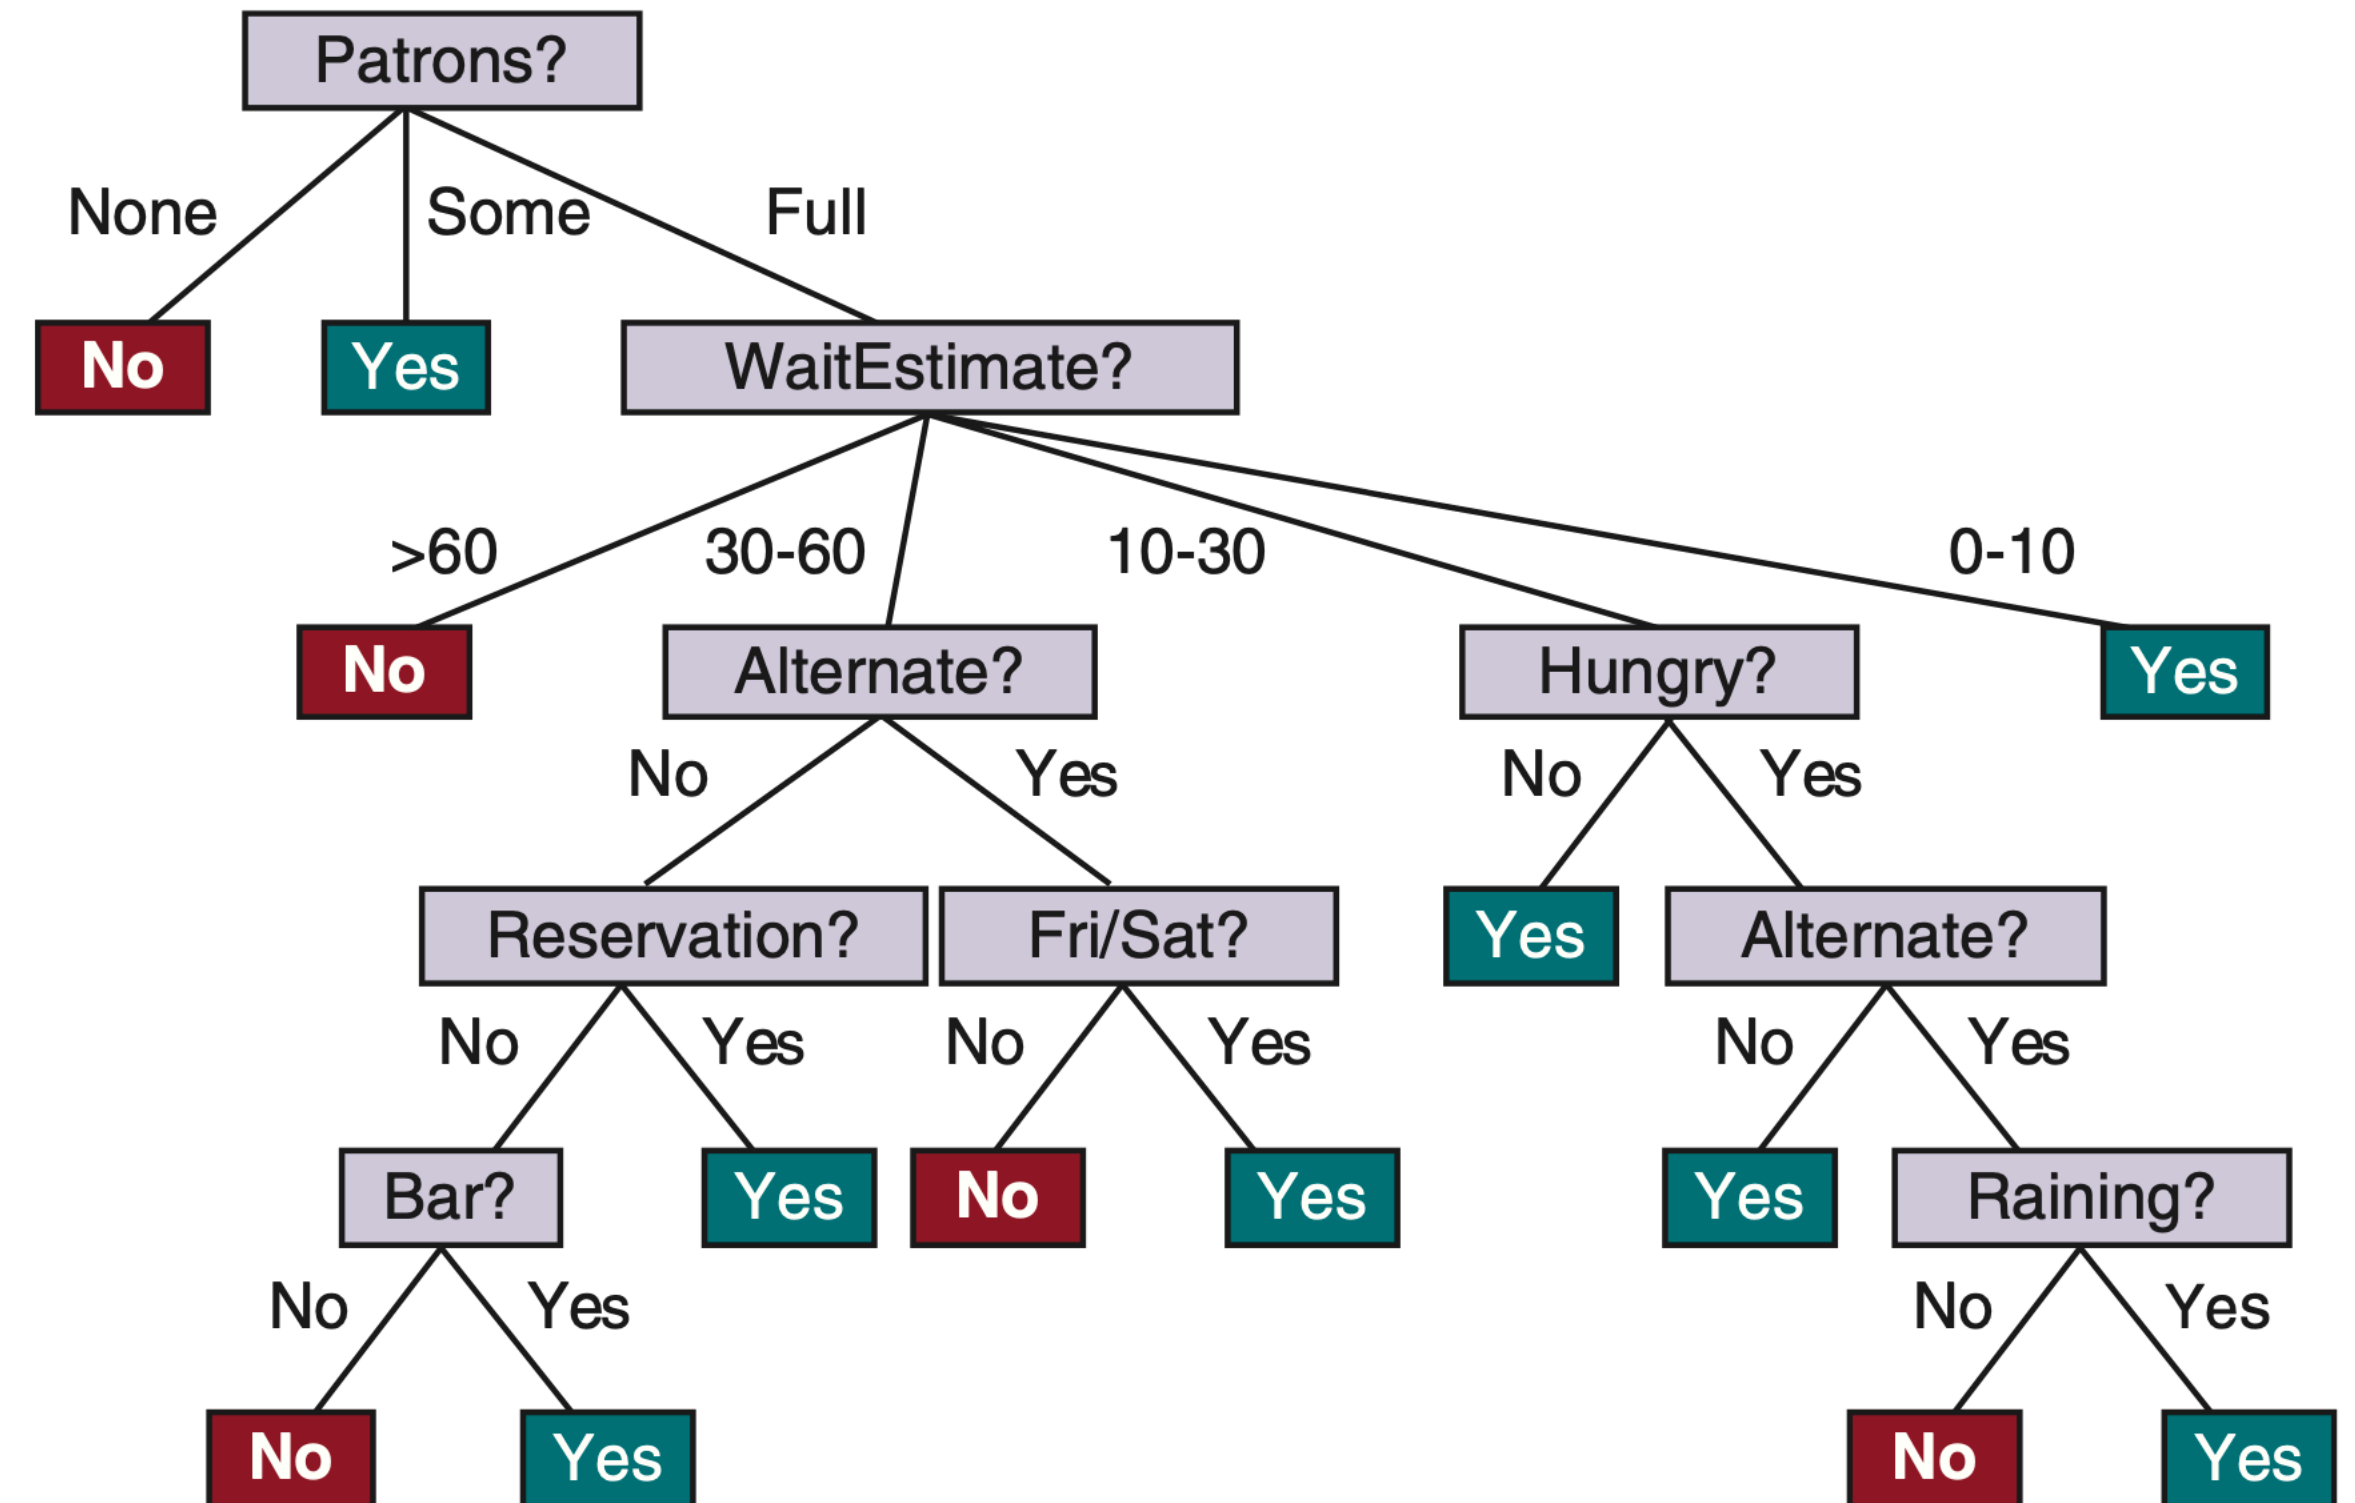 Patrons?
None Some Full
No Yes WaitEstimate?
>60 30-60 10-30 0-10
No Alternate? Hungry? Yes
No Yes No Yes
Reservation? Fri/Sat? Yes Alternate?
No Yes No Yes No Yes
Bar? Yes No Yes Yes Raining?
No Yes No Yes
No Yes No Yes